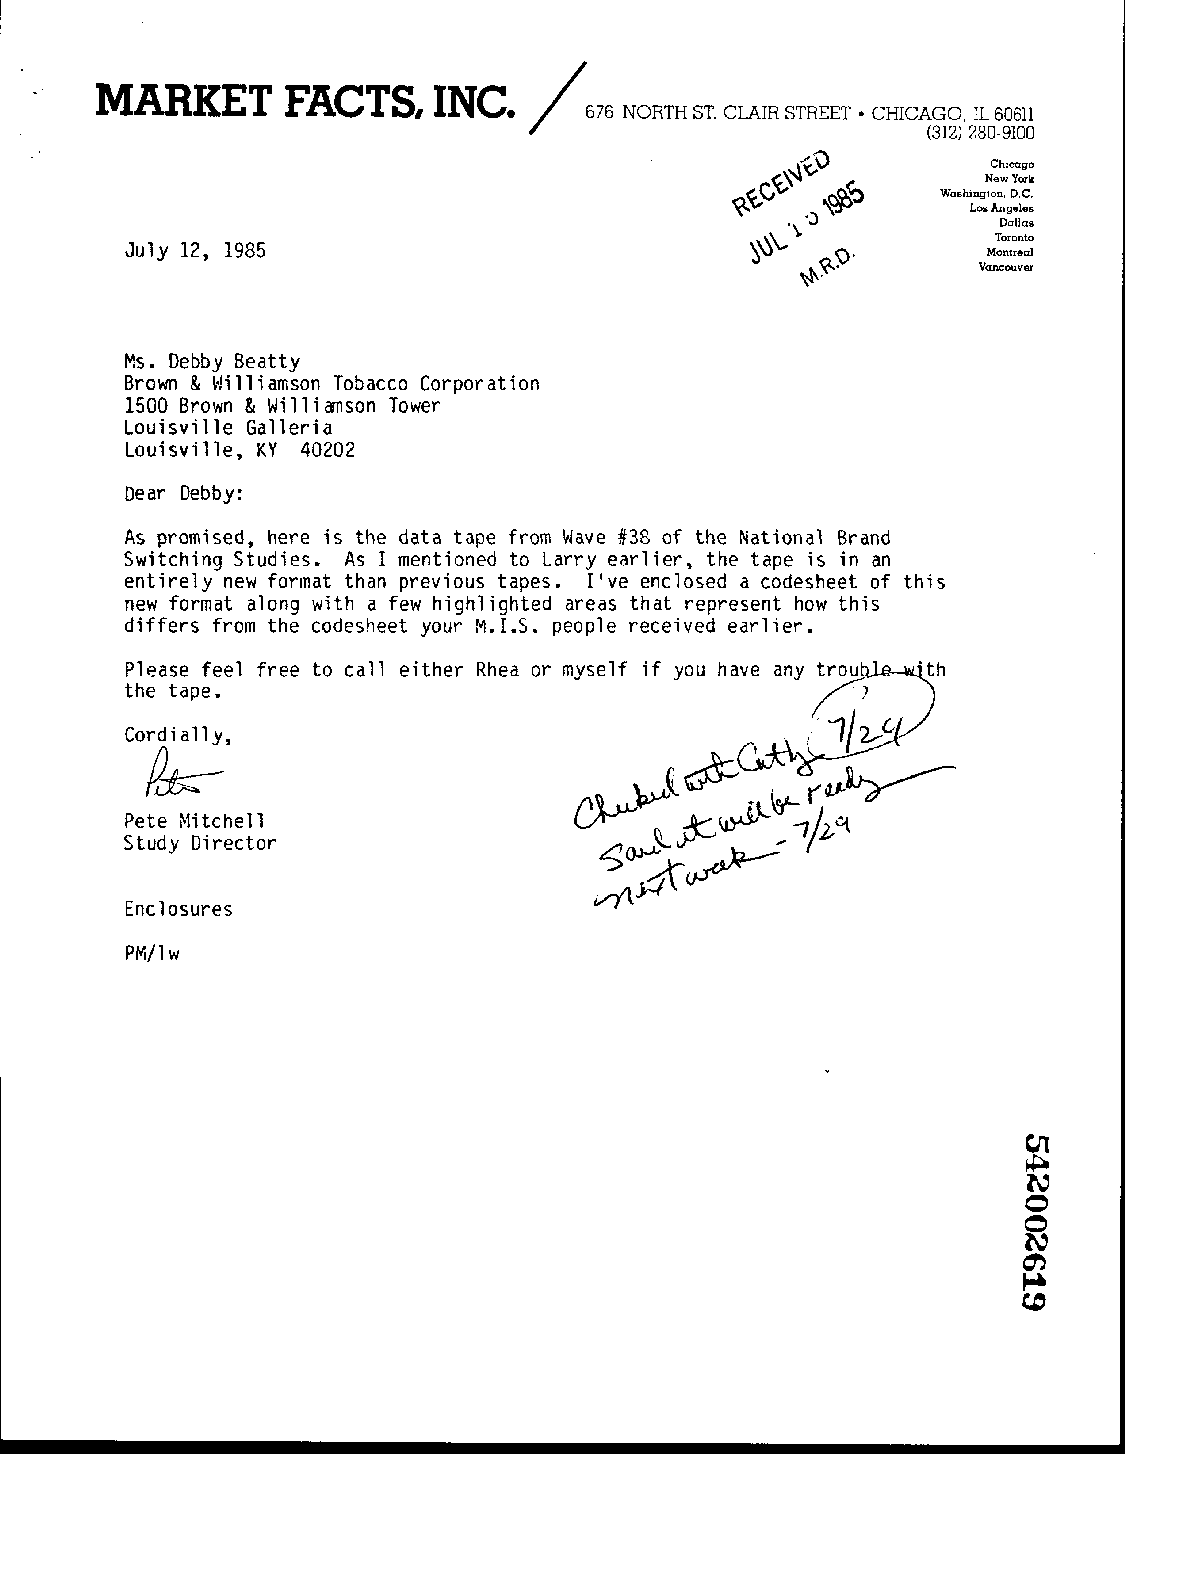 MARKET FACTS, INC. / 676 NORTH ST. CLAIR STREET • CHICAGO, IL 60611
(312) 280-9100
Chicago
New York
Washington, D.C.
Los Angeles
Dallas
Toronto
Montreal
Vancouver
RECEIVED
JUL 1 1985
M.R.D.
July 12, 1985
Ms. Debby Beatty
Brown & Williamson Tobacco Corporation
1500 Brown & Williamson Tower
Louisville Galleria
Louisville, KY 40202
Dear Debby:
As promised, here is the data tape from Wave #38 of the National Brand
Switching Studies. As I mentioned to Larry earlier, the tape is in an
entirely new format than previous tapes. I've enclosed a codesheet of this
new format along with a few highlighted areas that represent how this
differs from the codesheet your M.I.S. people received earlier.
Please feel free to call either Rhea or myself if you have any trouble with
the tape.
Cordially,
Pete
Pete Mitchell
Study Director
Checked with Cathy 7/24
Said it will be ready
next week - 7/29
Enclosures
PM/lw
542002619